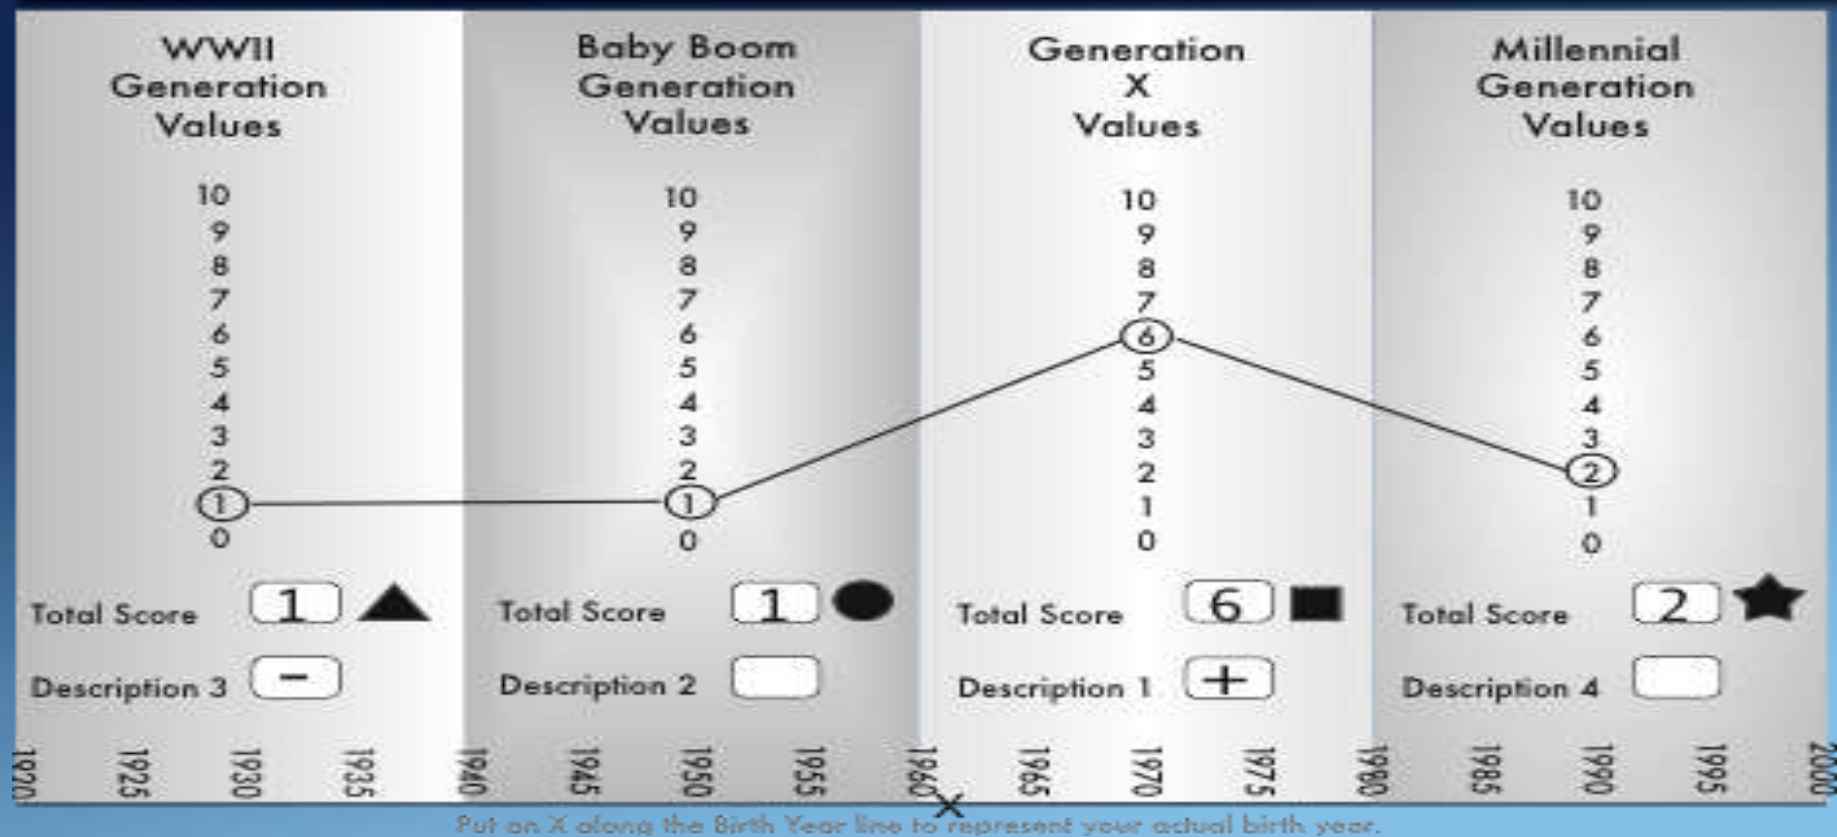 WWII
Generation
Values
10
9
8
7
6
5
4
3
2
1
0
Total Score 1
Description 3 -
Baby Boom
Generation
Values
10
9
8
7
6
5
4
3
2
1
0
Total Score 1
Description 2
Generation
X
Values
10
9
8
7
6
5
4
3
2
1
0
Total Score 6
Description 1 +
Millennial
Generation
Values
10
9
8
7
6
5
4
3
2
1
0
Total Score 2
Description 4
1920 1925 1930 1935 1940 1945 1950 1955 1960 1965 1970 1975 1980 1985 1990 1995 2000
X
Put an X along the Birth Year line to represent your actual birth year.